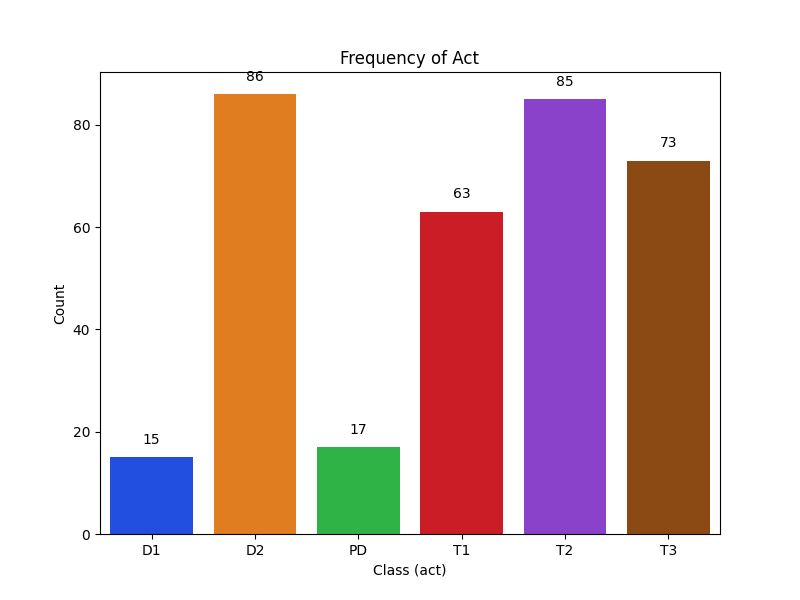 Frequency of Act
86
85
80
73
63
60
Count
40
20
17
15
0
D1 D2 PD T1 T2 T3
Class (act)